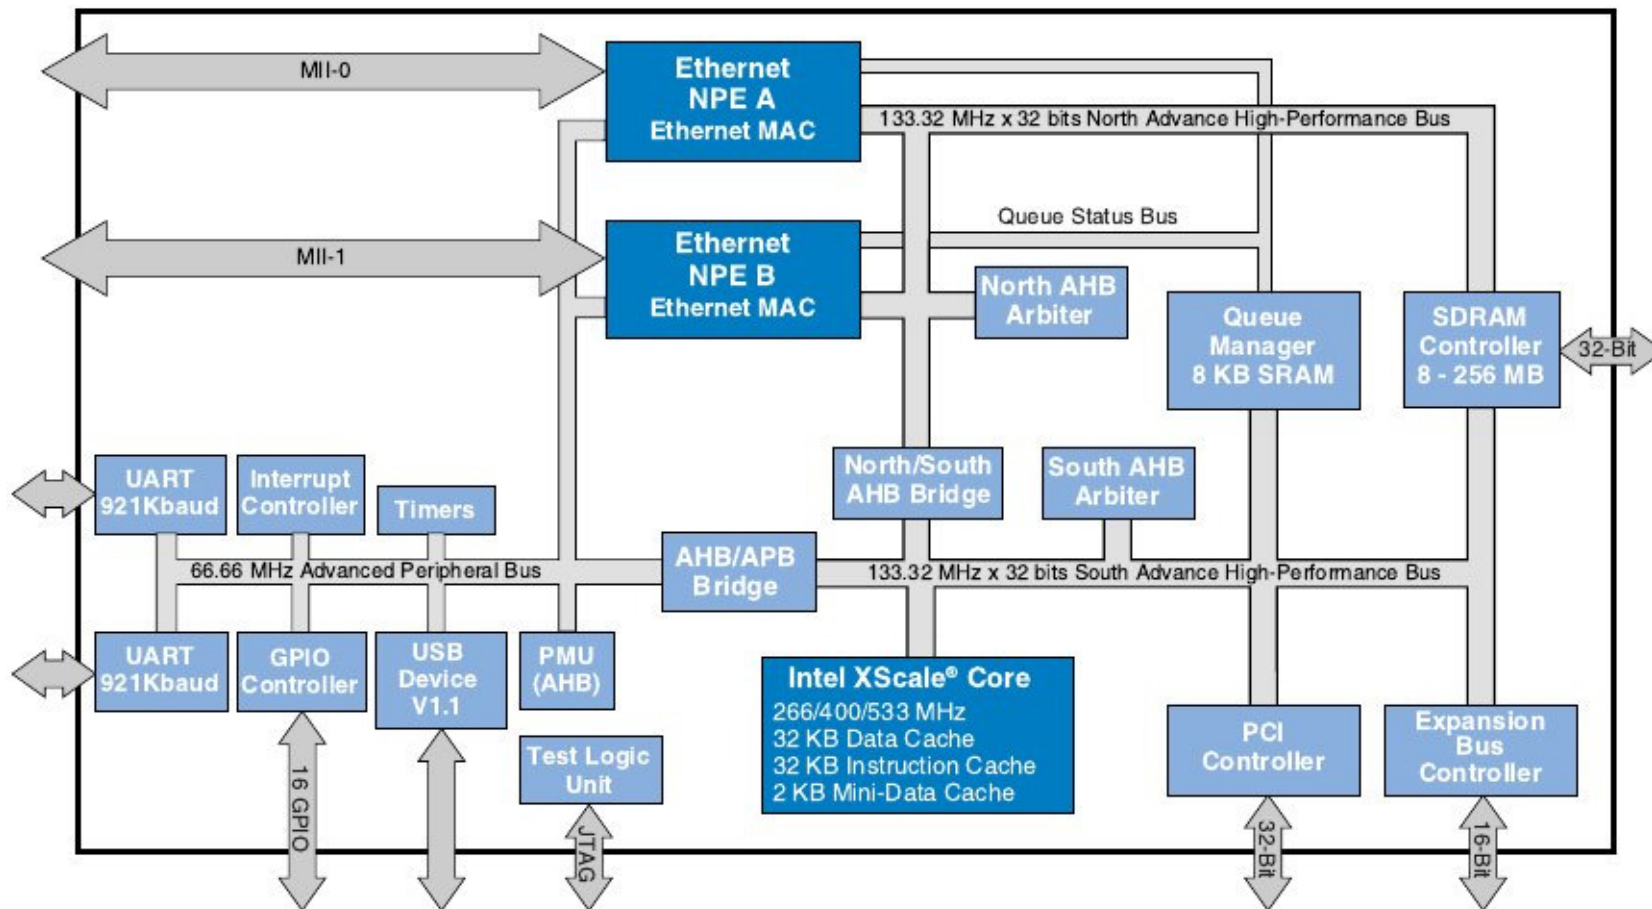 MII-0
Ethernet
NPE A
Ethernet MAC
133.32 MHz x 32 bits North Advance High-Performance Bus
Queue Status Bus
MII-1
Ethernet
NPE B
Ethernet MAC
North AHB
Arbiter
Queue
Manager
8 KB SRAM
SDRAM
Controller
8 - 256 MB
32-Bit
UART
921Kbaud
Interrupt
Controller
Timers
North/South
AHB Bridge
South AHB
Arbiter
66.66 MHz Advanced Peripheral Bus
AHB/APB
Bridge
133.32 MHz x 32 bits South Advance High-Performance Bus
UART
921Kbaud
GPIO
Controller
USB
Device
V1.1
PMU
(AHB)
Test Logic
Unit
Intel XScale® Core
266/400/533 MHz
32 KB Data Cache
32 KB Instruction Cache
2 KB Mini-Data Cache
PCI
Controller
Expansion
Bus
Controller
16 GPIO
JTAG
32-Bit
16-Bit